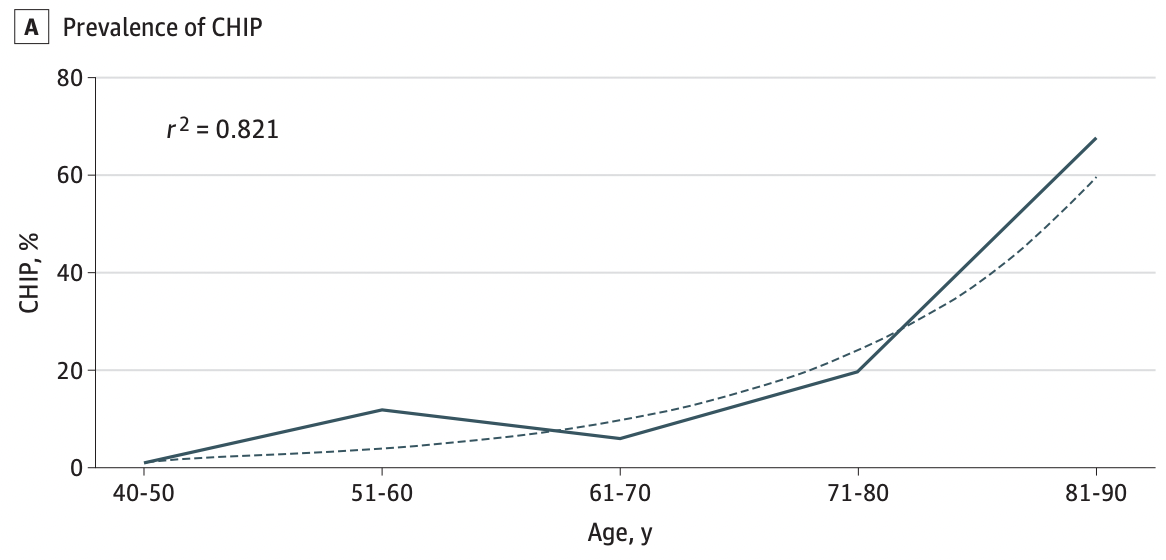 A Prevalence of CHIP
80
r² = 0.821
60
CHIP, %
40
20
0
40-50 51-60 61-70 71-80 81-90
Age, y